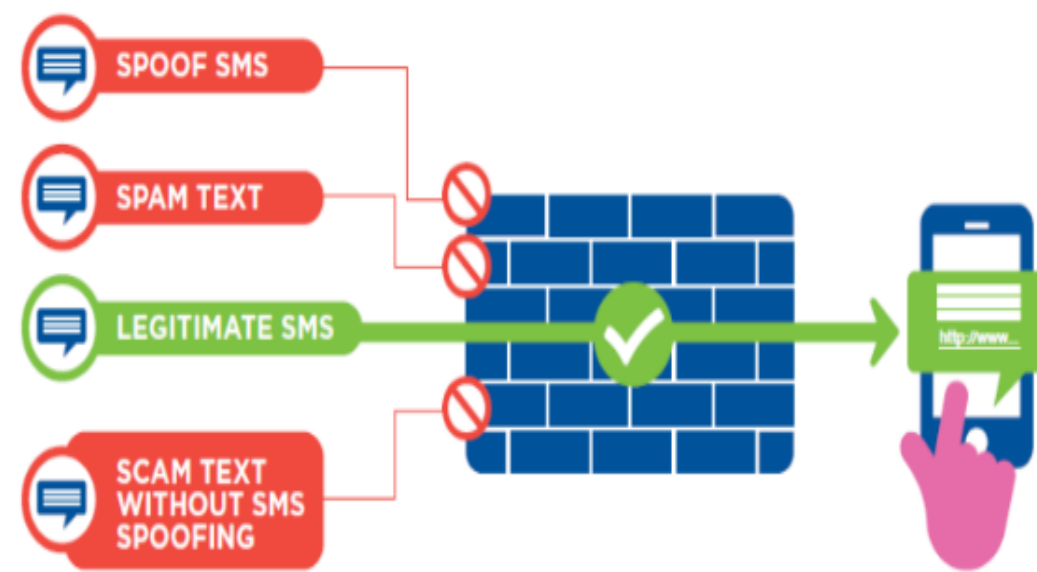 SPOOF SMS
SPAM TEXT
LEGITIMATE SMS
http://www...
SCAM TEXT
WITHOUT SMS
SPOOFING